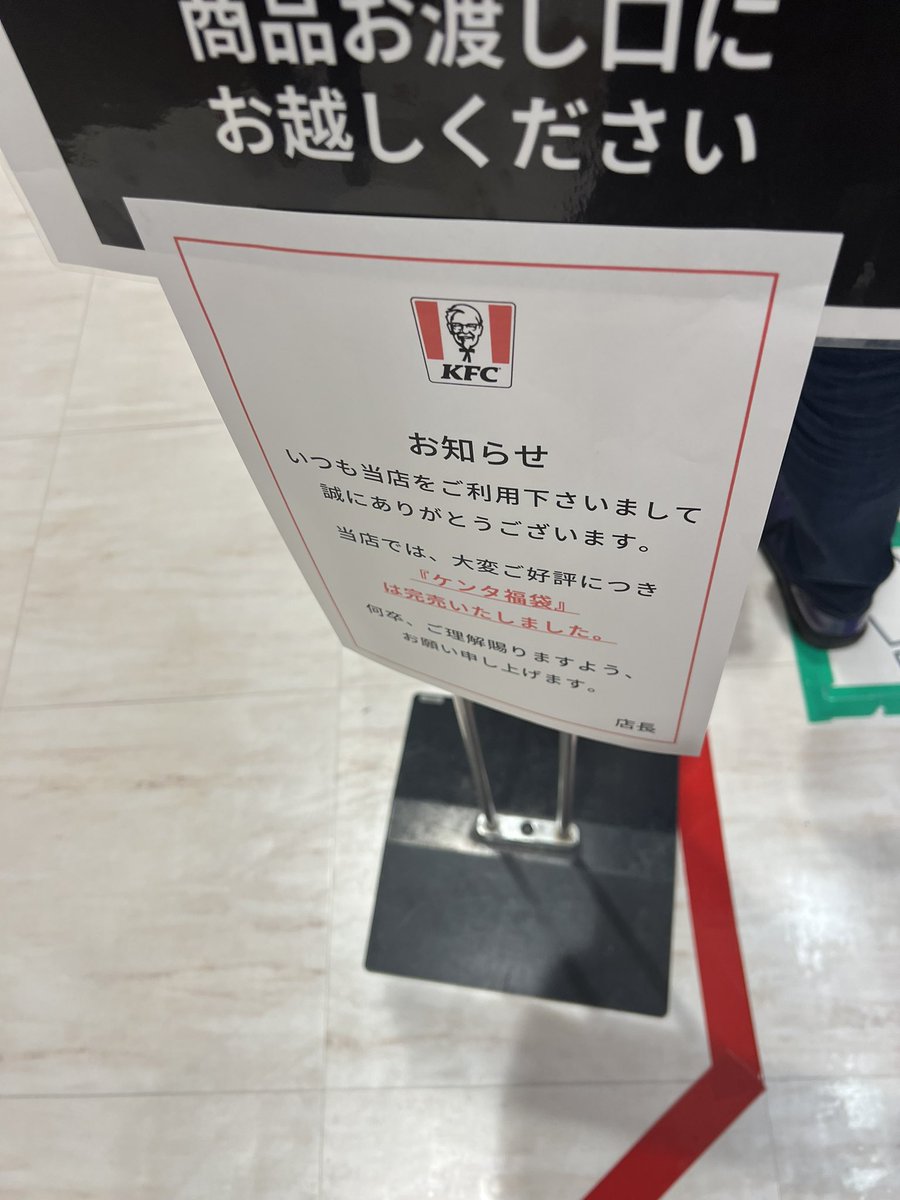 商品お渡し口に
お越しください
KFC
お知らせ
いつも当店をご利用下さいまして
誠にありがとうございます。
当店では、大変ご好評につき
『ケンタ福袋』
は完売いたしました。
何卒、ご理解賜りますよう、
お願い申し上げます。
店長